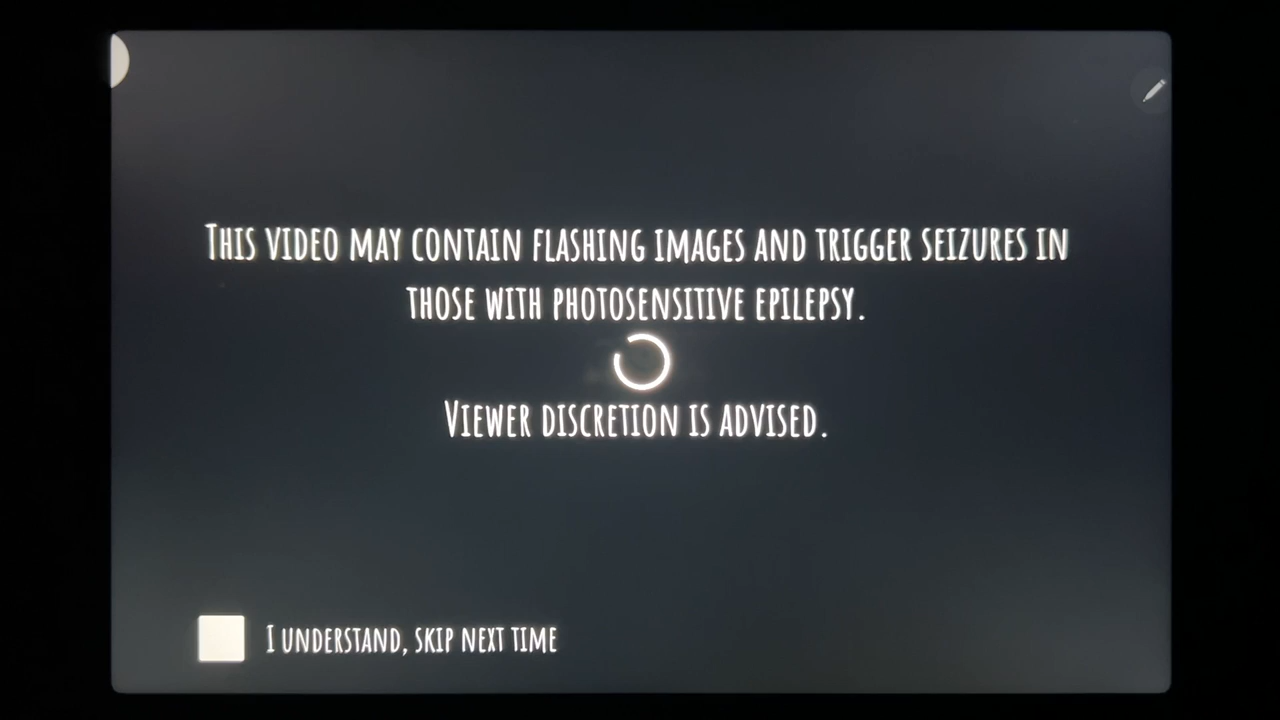 This video may contain flashing images and trigger seizures in
those with photosensitive epilepsy.
Viewer discretion is advised.
I understand, skip next time